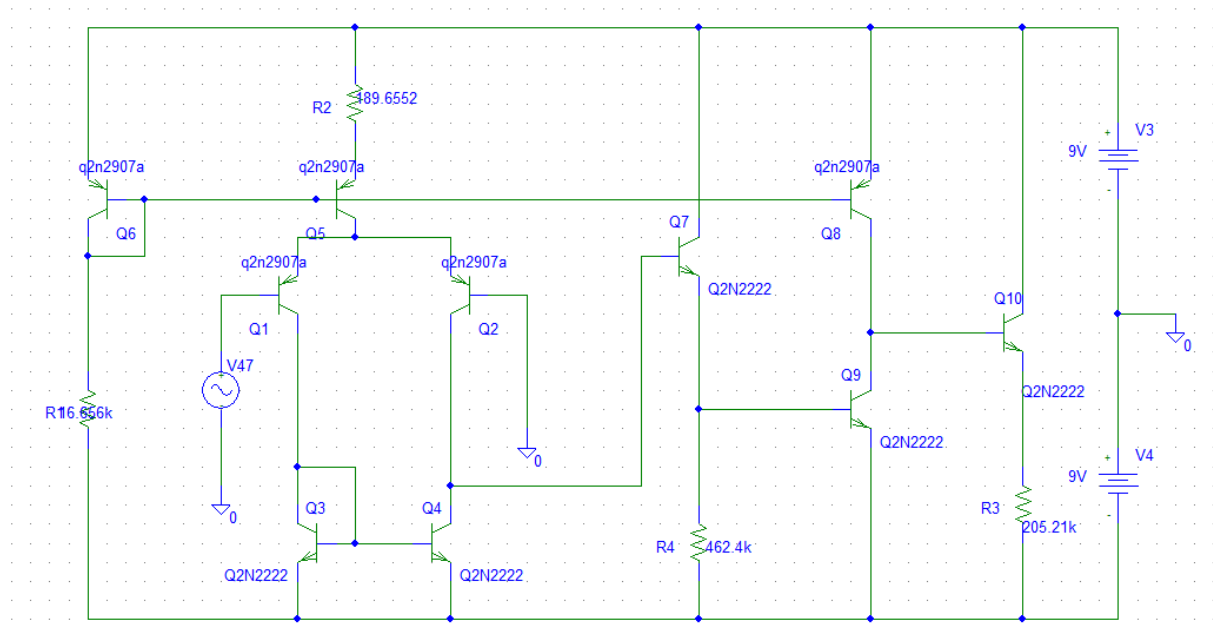 V3
+
9V
-
R2
189.6552
q2n2907a
q2n2907a
q2n2907a
Q6
Q5
Q7
Q8
q2n2907a
q2n2907a
Q2N2222
Q10
Q1
Q2
0
V47
+
-
Q9
Q2N2222
R1
16.656k
Q2N2222
0
V4
+
9V
-
0
Q3
Q4
R3
205.21k
R4
462.4k
Q2N2222
Q2N2222